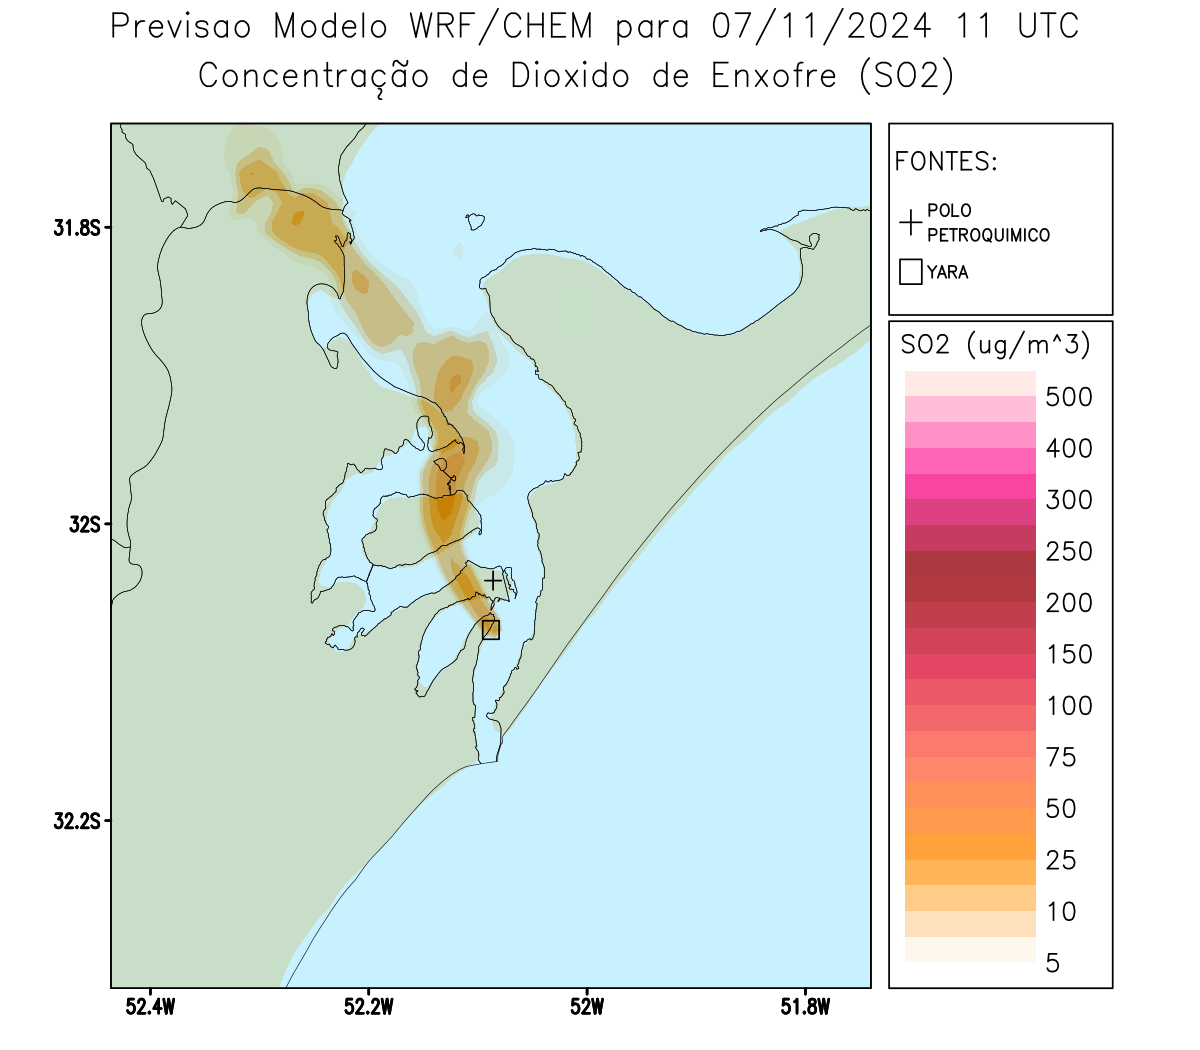 Previsao Modelo WRF/CHEM para 07/11/2024 11 UTC
Concentração de Dioxido de Enxofre (SO2)
FONTES:
POLO
PETROQUIMICO
YARA
SO2 (ug/m^3)
500
400
300
250
200
150
100
75
50
25
10
5
31.8S
32S
32.2S
52.4W
52.2W
52W
51.8W